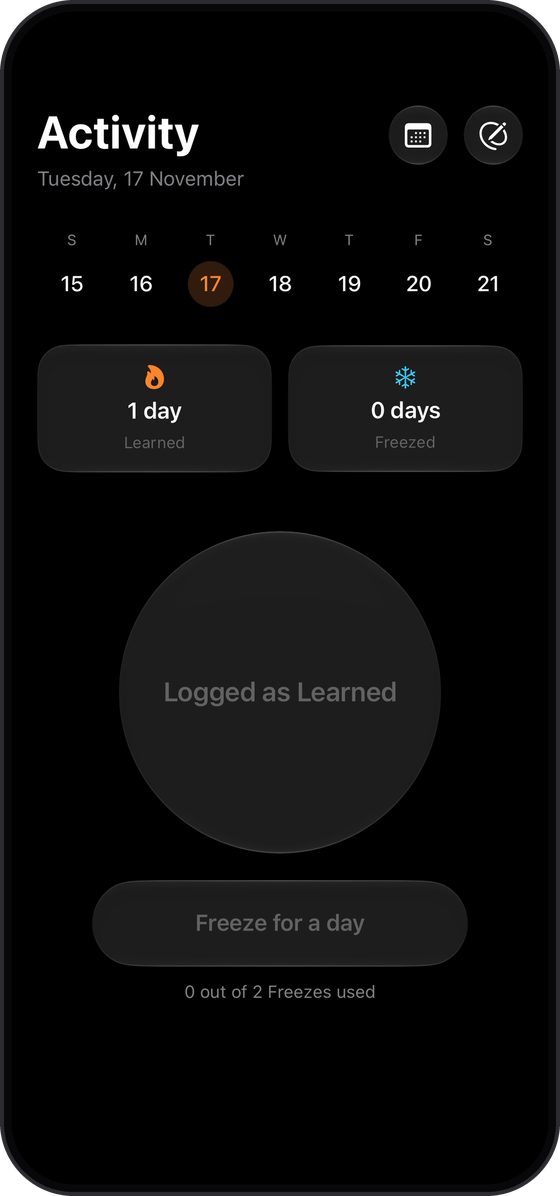 Activity
Tuesday, 17 November
S M T W T F S
15 16 17 18 19 20 21
1 day
Learned
0 days
Freezed
Logged as Learned
Freeze for a day
0 out of 2 Freezes used